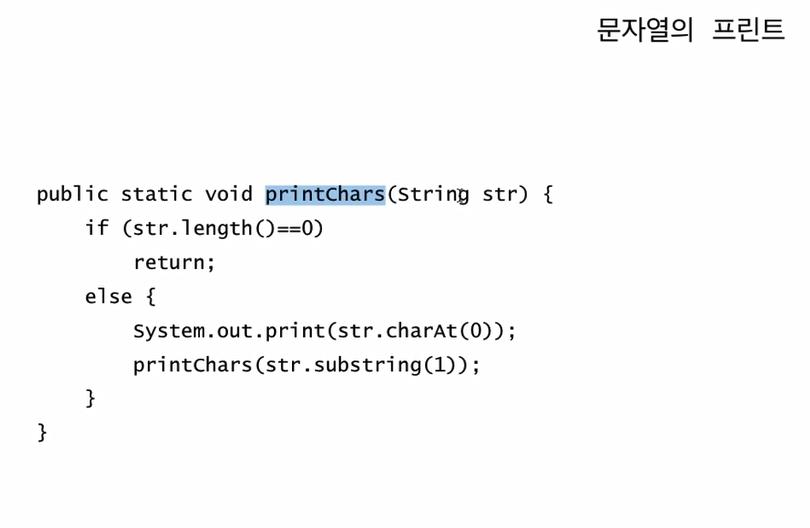 문자열의 프린트
public static void printChars(String str) {
    if (str.length()==0)
        return;
    else {
        System.out.print(str.charAt(0));
        printChars(str.substring(1));
    }
}